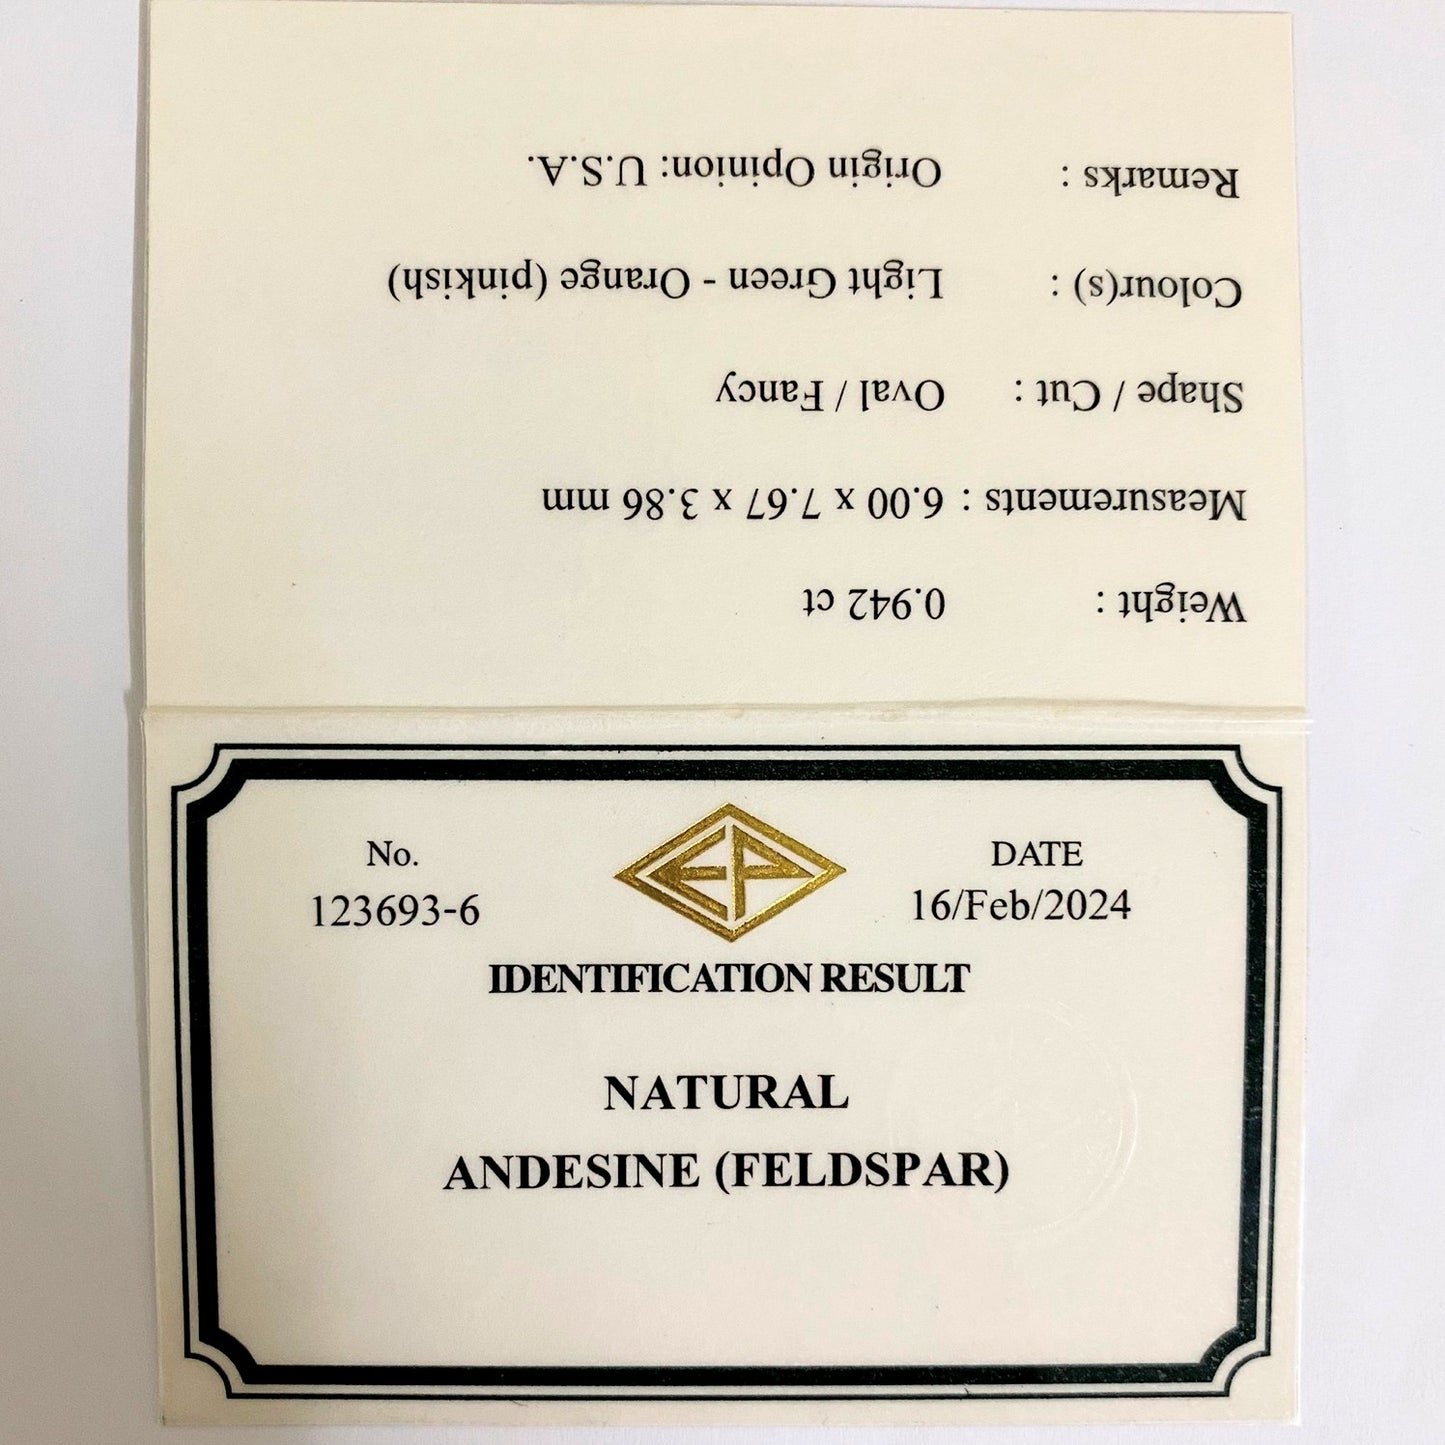 No.
123693-6
EP
DATE
16/Feb/2024
IDENTIFICATION RESULT
NATURAL
ANDESINE (FELDSPAR)
Weight : 0.942 ct
Measurements : 6.00 x 7.67 x 3.86 mm
Shape / Cut : Oval / Fancy
Colour(s) : Light Green - Orange (pinkish)
Remarks : Origin Opinion: U.S.A.